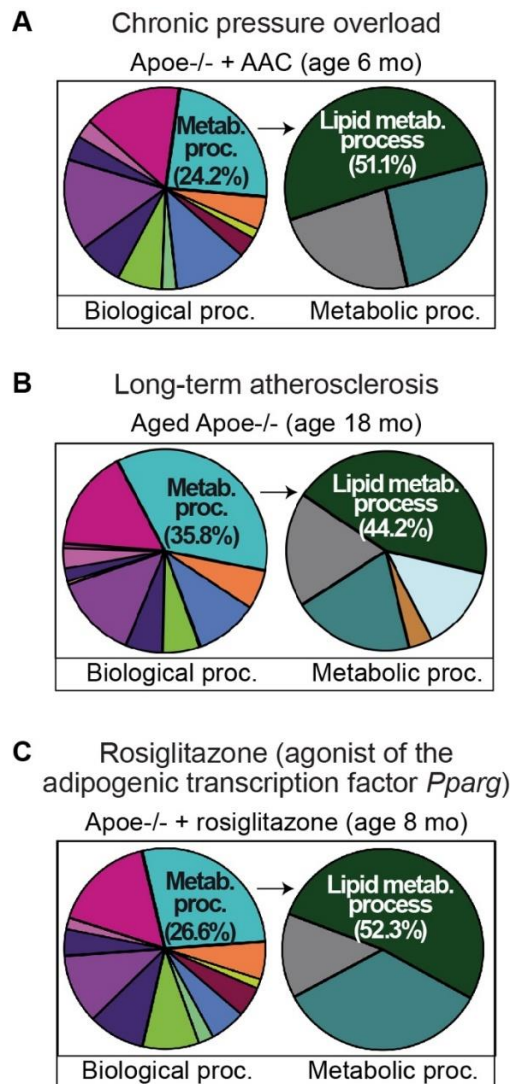 A Chronic pressure overload
Apoe-/- + AAC (age 6 mo)
Metab.
proc.
(24.2%)
Lipid metab.
process
(51.1%)
Biological proc.
Metabolic proc.
B Long-term atherosclerosis
Aged Apoe-/- (age 18 mo)
Metab.
proc.
(35.8%)
Lipid metab.
process
(44.2%)
Biological proc.
Metabolic proc.
C Rosiglitazone (agonist of the
adipogenic transcription factor Pparg)
Apoe-/- + rosiglitazone (age 8 mo)
Metab.
proc.
(26.6%)
Lipid metab.
process
(52.3%)
Biological proc.
Metabolic proc.